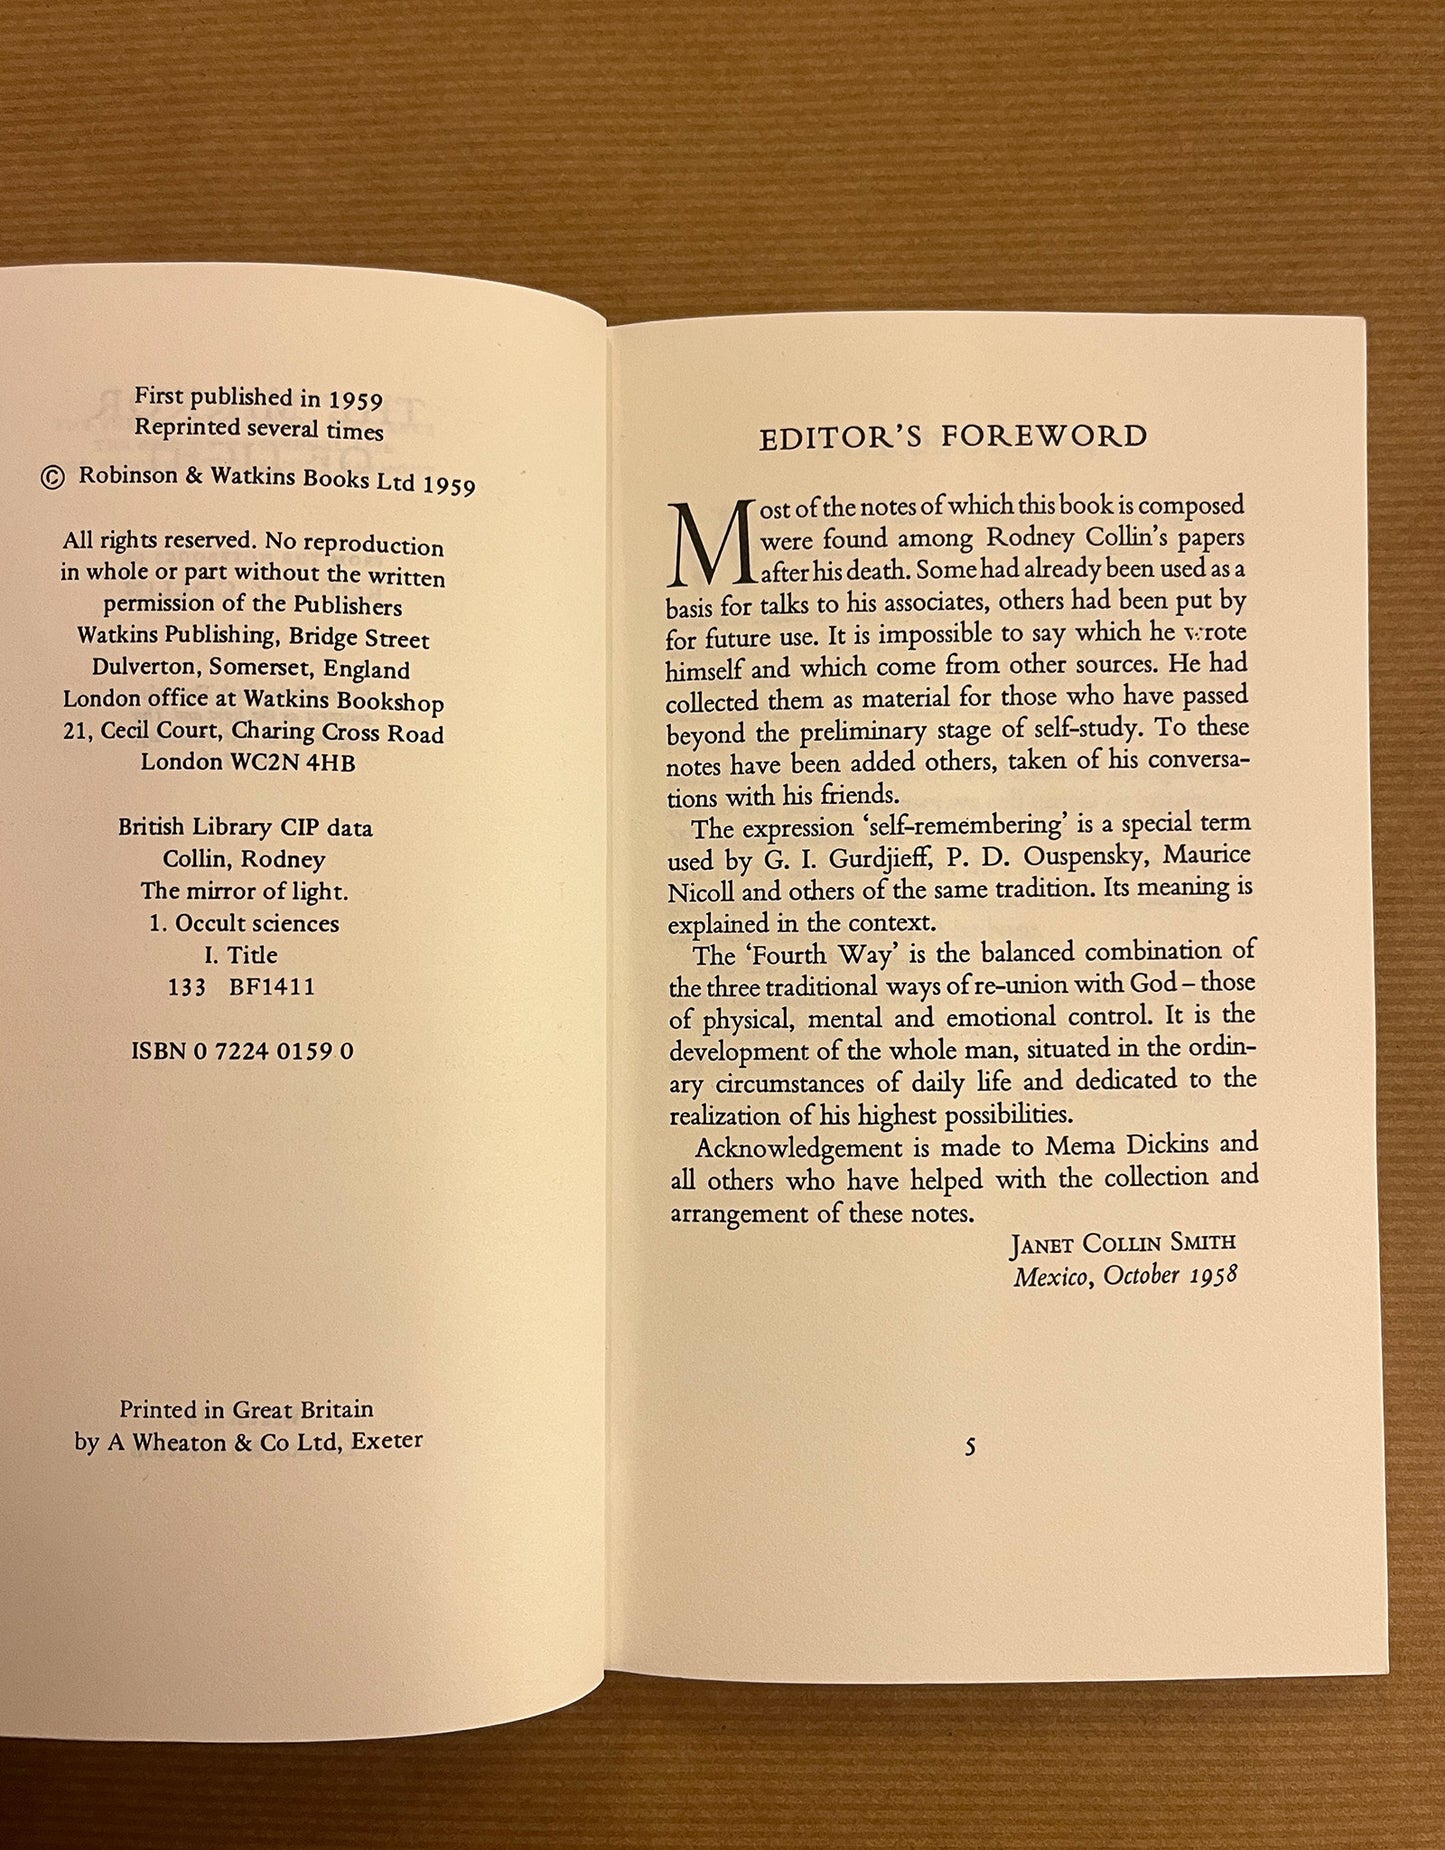 First published in 1959
Reprinted several times
© Robinson & Watkins Books Ltd 1959
All rights reserved. No reproduction
in whole or part without the written
permission of the Publishers
Watkins Publishing, Bridge Street
Dulverton, Somerset, England
London office at Watkins Bookshop
21, Cecil Court, Charing Cross Road
London WC2N 4HB
British Library CIP data
Collin, Rodney
The mirror of light.
1. Occult sciences
I. Title
133 BF1411
ISBN 0 7224 0159 0
Printed in Great Britain
by A Wheaton & Co Ltd, Exeter
EDITOR'S FOREWORD
Most of the notes of which this book is composed
were found among Rodney Collin's papers
after his death. Some had already been used as a
basis for talks to his associates, others had been put by
for future use. It is impossible to say which he wrote
himself and which come from other sources. He had
collected them as material for those who have passed
beyond the preliminary stage of self-study. To these
notes have been added others, taken of his conversa-
tions with his friends.
The expression 'self-remembering' is a special term
used by G. I. Gurdjieff, P. D. Ouspensky, Maurice
Nicoll and others of the same tradition. Its meaning is
explained in the context.
The 'Fourth Way' is the balanced combination of
the three traditional ways of re-union with God – those
of physical, mental and emotional control. It is the
development of the whole man, situated in the ordin-
ary circumstances of daily life and dedicated to the
realization of his highest possibilities.
Acknowledgement is made to Mema Dickins and
all others who have helped with the collection and
arrangement of these notes.
JANET COLLIN SMITH
Mexico, October 1958
5